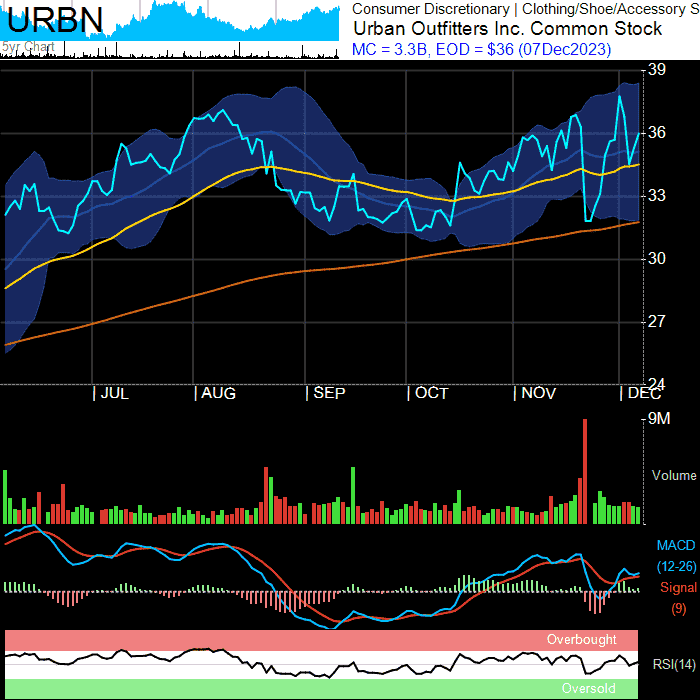 URBN
5yr Chart
Consumer Discretionary | Clothing/Shoe/Accessory S
Urban Outfitters Inc. Common Stock
MC = 3.3B, EOD = $36 (07Dec2023)
39
36
33
30
27
24
| JUL | AUG | SEP | OCT | NOV | DEC
9M
Volume
MACD
(12-26)
Signal
(9)
Overbought
RSI(14)
Oversold